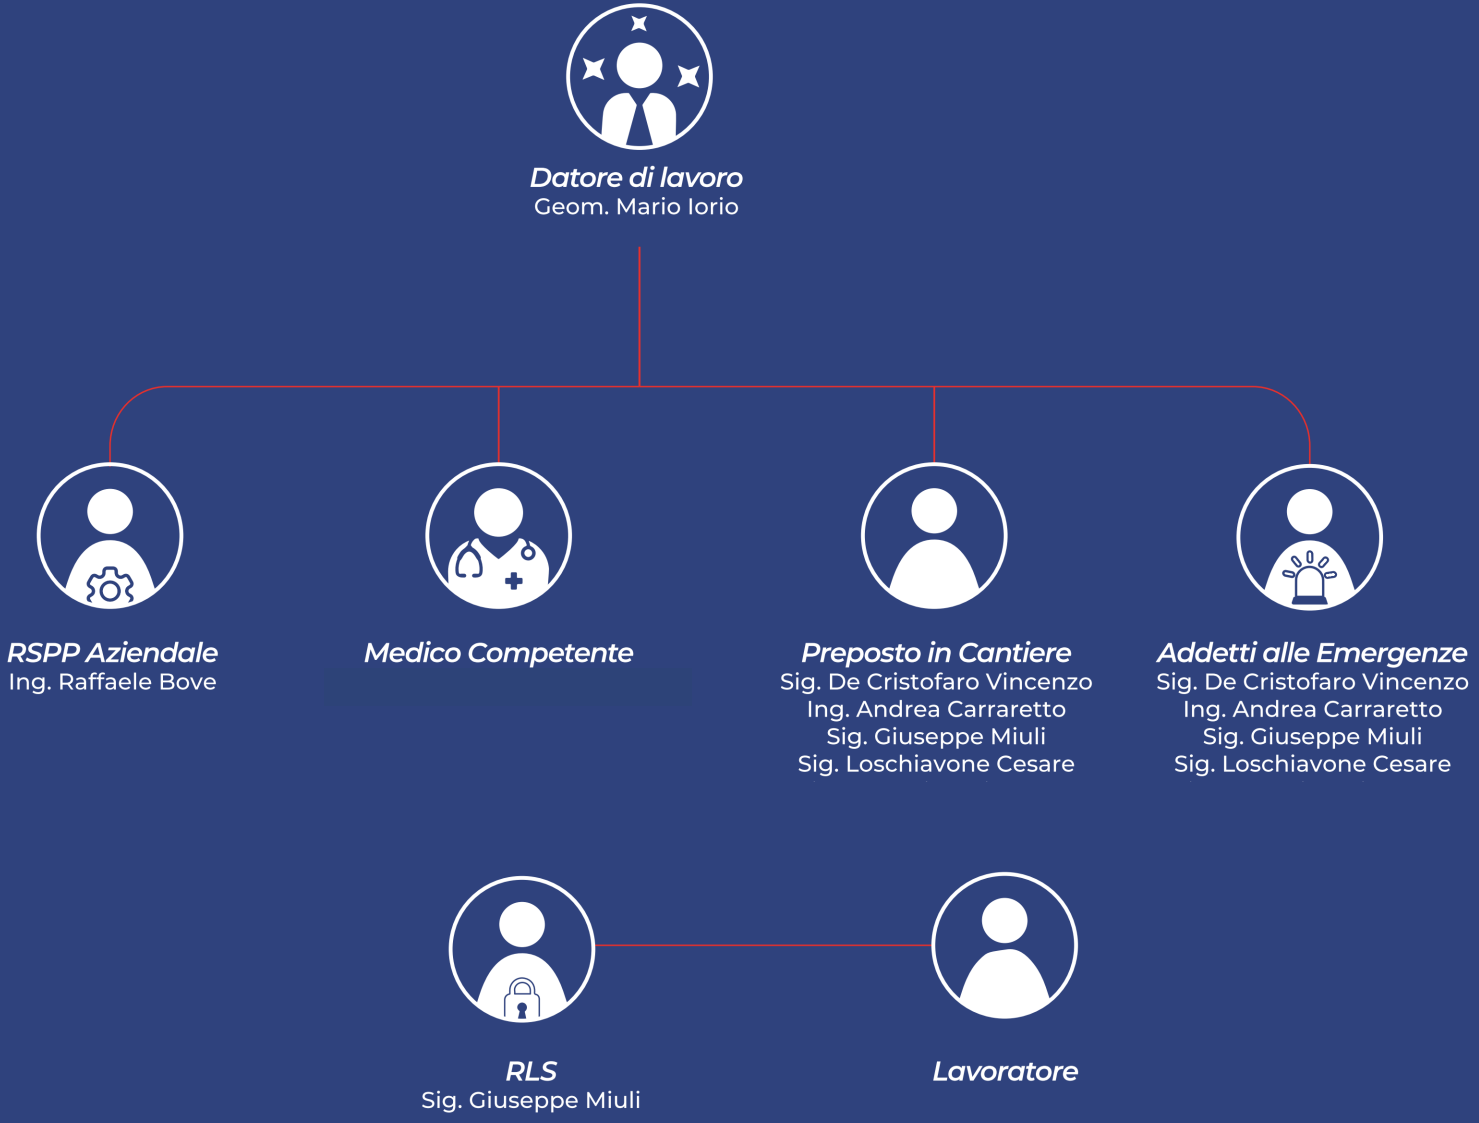 Datore di lavoro
Geom. Mario Iorio
RSPP Aziendale
Ing. Raffaele Bove
Medico Competente
Preposto in Cantiere
Sig. De Cristofaro Vincenzo
Ing. Andrea Carraretto
Sig. Giuseppe Miuli
Sig. Loschiavone Cesare
Addetti alle Emergenze
Sig. De Cristofaro Vincenzo
Ing. Andrea Carraretto
Sig. Giuseppe Miuli
Sig. Loschiavone Cesare
RLS
Sig. Giuseppe Miuli
Lavoratore